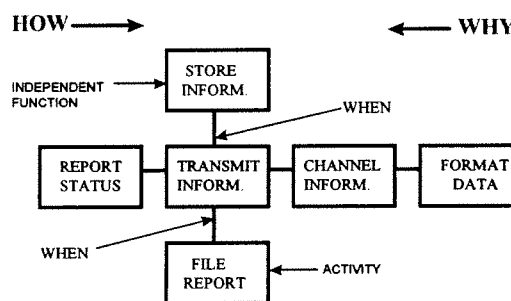 HOW
WHY
STORE
INFORM.
INDEPENDENT
FUNCTION
WHEN
REPORT
STATUS
TRANSMIT
INFORM.
CHANNEL
INFORM.
FORMAT
DATA
WHEN
FILE
REPORT
ACTIVITY